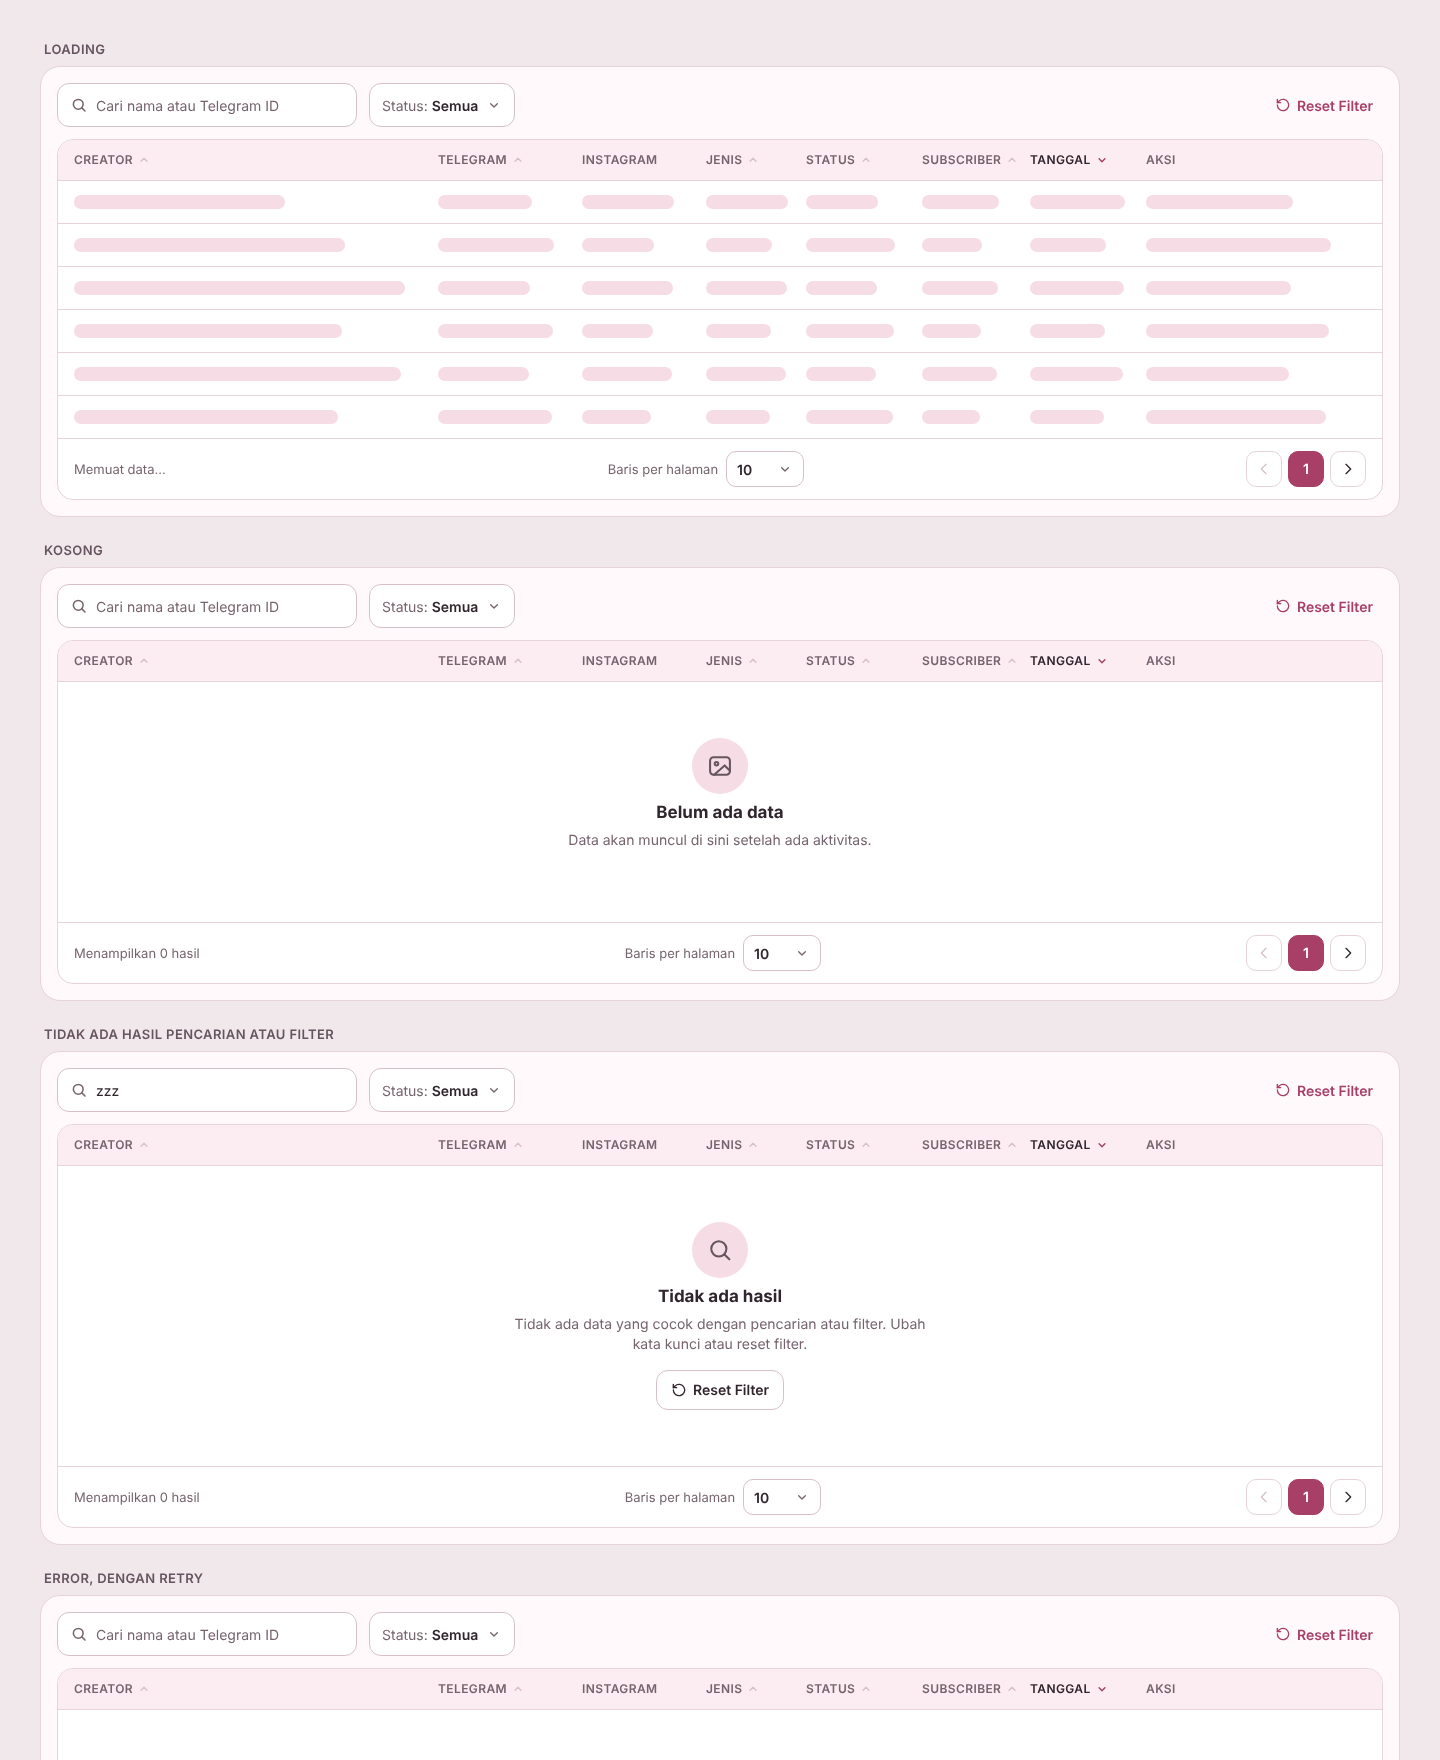 LOADING
Cari nama atau Telegram ID
Status: Semua
Reset Filter
CREATOR TELEGRAM INSTAGRAM JENIS STATUS SUBSCRIBER TANGGAL AKSI
Memuat data...
Baris per halaman 10
1
KOSONG
Cari nama atau Telegram ID
Status: Semua
Reset Filter
CREATOR TELEGRAM INSTAGRAM JENIS STATUS SUBSCRIBER TANGGAL AKSI
Belum ada data
Data akan muncul di sini setelah ada aktivitas.
Menampilkan 0 hasil
Baris per halaman 10
1
TIDAK ADA HASIL PENCARIAN ATAU FILTER
zzz
Status: Semua
Reset Filter
CREATOR TELEGRAM INSTAGRAM JENIS STATUS SUBSCRIBER TANGGAL AKSI
Tidak ada hasil
Tidak ada data yang cocok dengan pencarian atau filter. Ubah
kata kunci atau reset filter.
Reset Filter
Menampilkan 0 hasil
Baris per halaman 10
1
ERROR, DENGAN RETRY
Cari nama atau Telegram ID
Status: Semua
Reset Filter
CREATOR TELEGRAM INSTAGRAM JENIS STATUS SUBSCRIBER TANGGAL AKSI